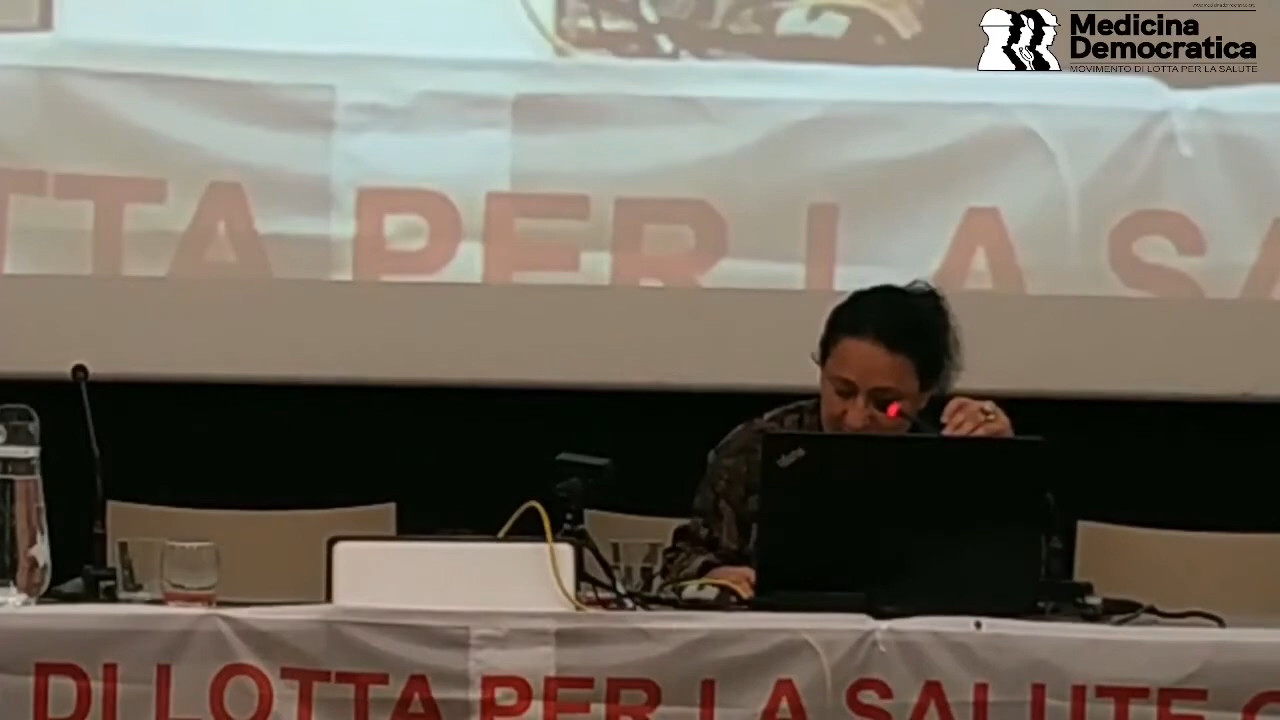 Medicina
Democratica
MOVIMENTO DI LOTTA PER LA SALUTE
TTA PER LA SA
DI LOTTA PER LA SALUTE